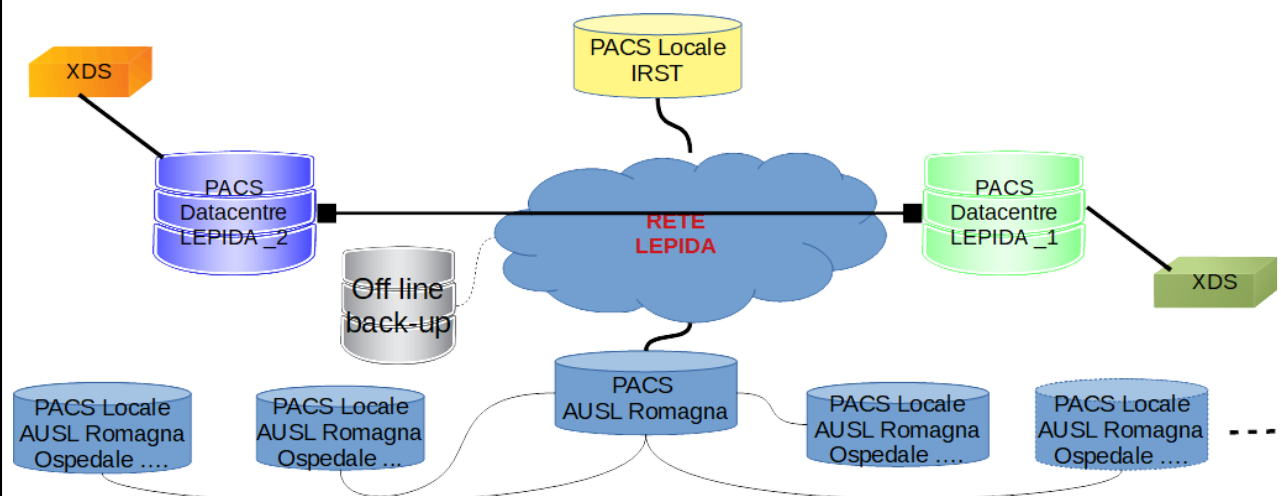 PACS Locale
IRST
XDS
PACS
Datacentre
LEPIDA _2
RETE
LEPIDA
PACS
Datacentre
LEPIDA _1
XDS
Off line
back-up
PACS
AUSL Romagna
PACS Locale
AUSL Romagna
Ospedale ….
PACS Locale
AUSL Romagna
Ospedale ...
PACS Locale
AUSL Romagna
Ospedale ….
PACS Locale
AUSL Romagna
Ospedale ….